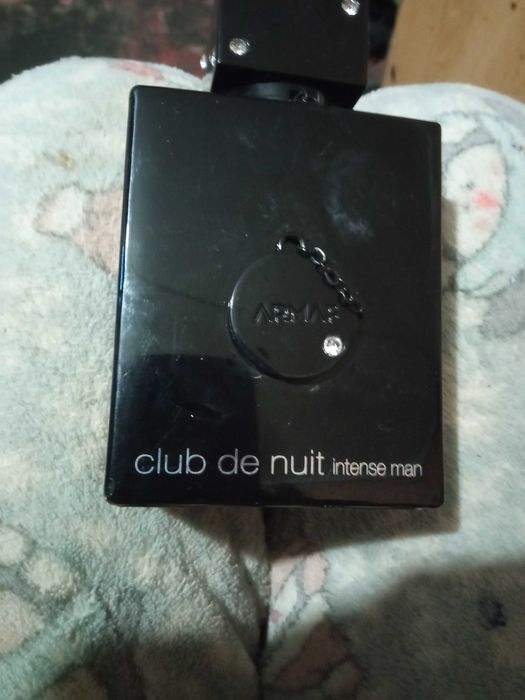 ARMAF
club de nuit intense man